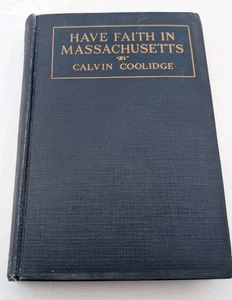 HAVE FAITH IN
MASSACHUSETTS
BY
CALVIN COOLIDGE